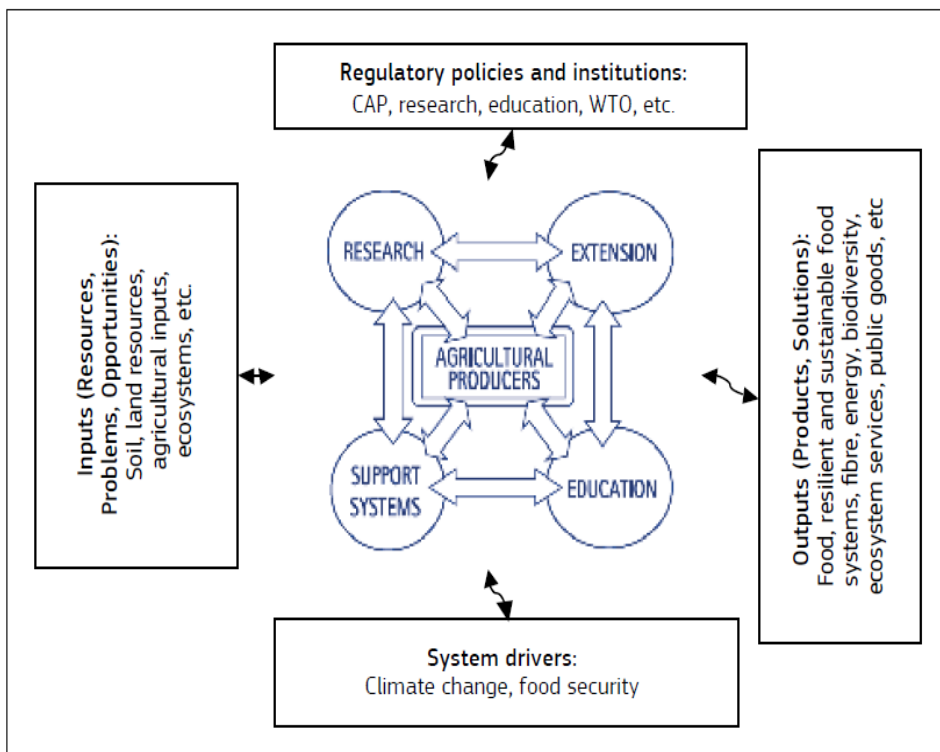 Regulatory policies and institutions:
CAP, research, education, WTO, etc.
Inputs (Resources,
Problems, Opportunities):
Soil, land resources,
agricultural inputs,
ecosystems, etc.
RESEARCH
EXTENSION
AGRICULTURAL
PRODUCERS
SUPPORT
SYSTEMS
EDUCATION
Outputs (Products, Solutions):
Food, resilient and sustainable food
systems, fibre, energy, biodiversity,
ecosystem services, public goods, etc
System drivers:
Climate change, food security